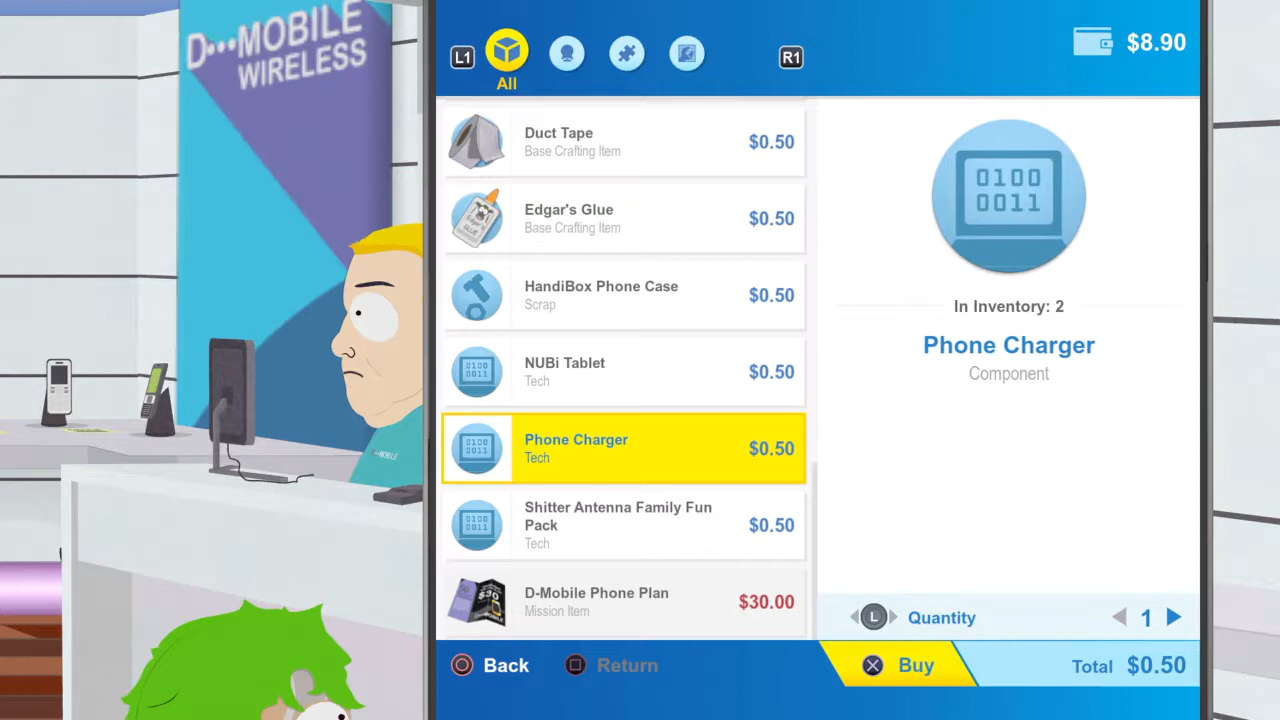 D···MOBILE
WIRELESS
L1
R1
All
$8.90
Duct Tape
Base Crafting Item
$0.50
Edgar's Glue
Base Crafting Item
$0.50
HandiBox Phone Case
Scrap
$0.50
NUBi Tablet
Tech
$0.50
Phone Charger
Tech
$0.50
Shitter Antenna Family Fun
Pack
Tech
$0.50
D-Mobile Phone Plan
Mission Item
$30.00
0100
0011
In Inventory: 2
Phone Charger
Component
L Quantity 1
Back
Return
Buy
Total $0.50
D···MOBILE